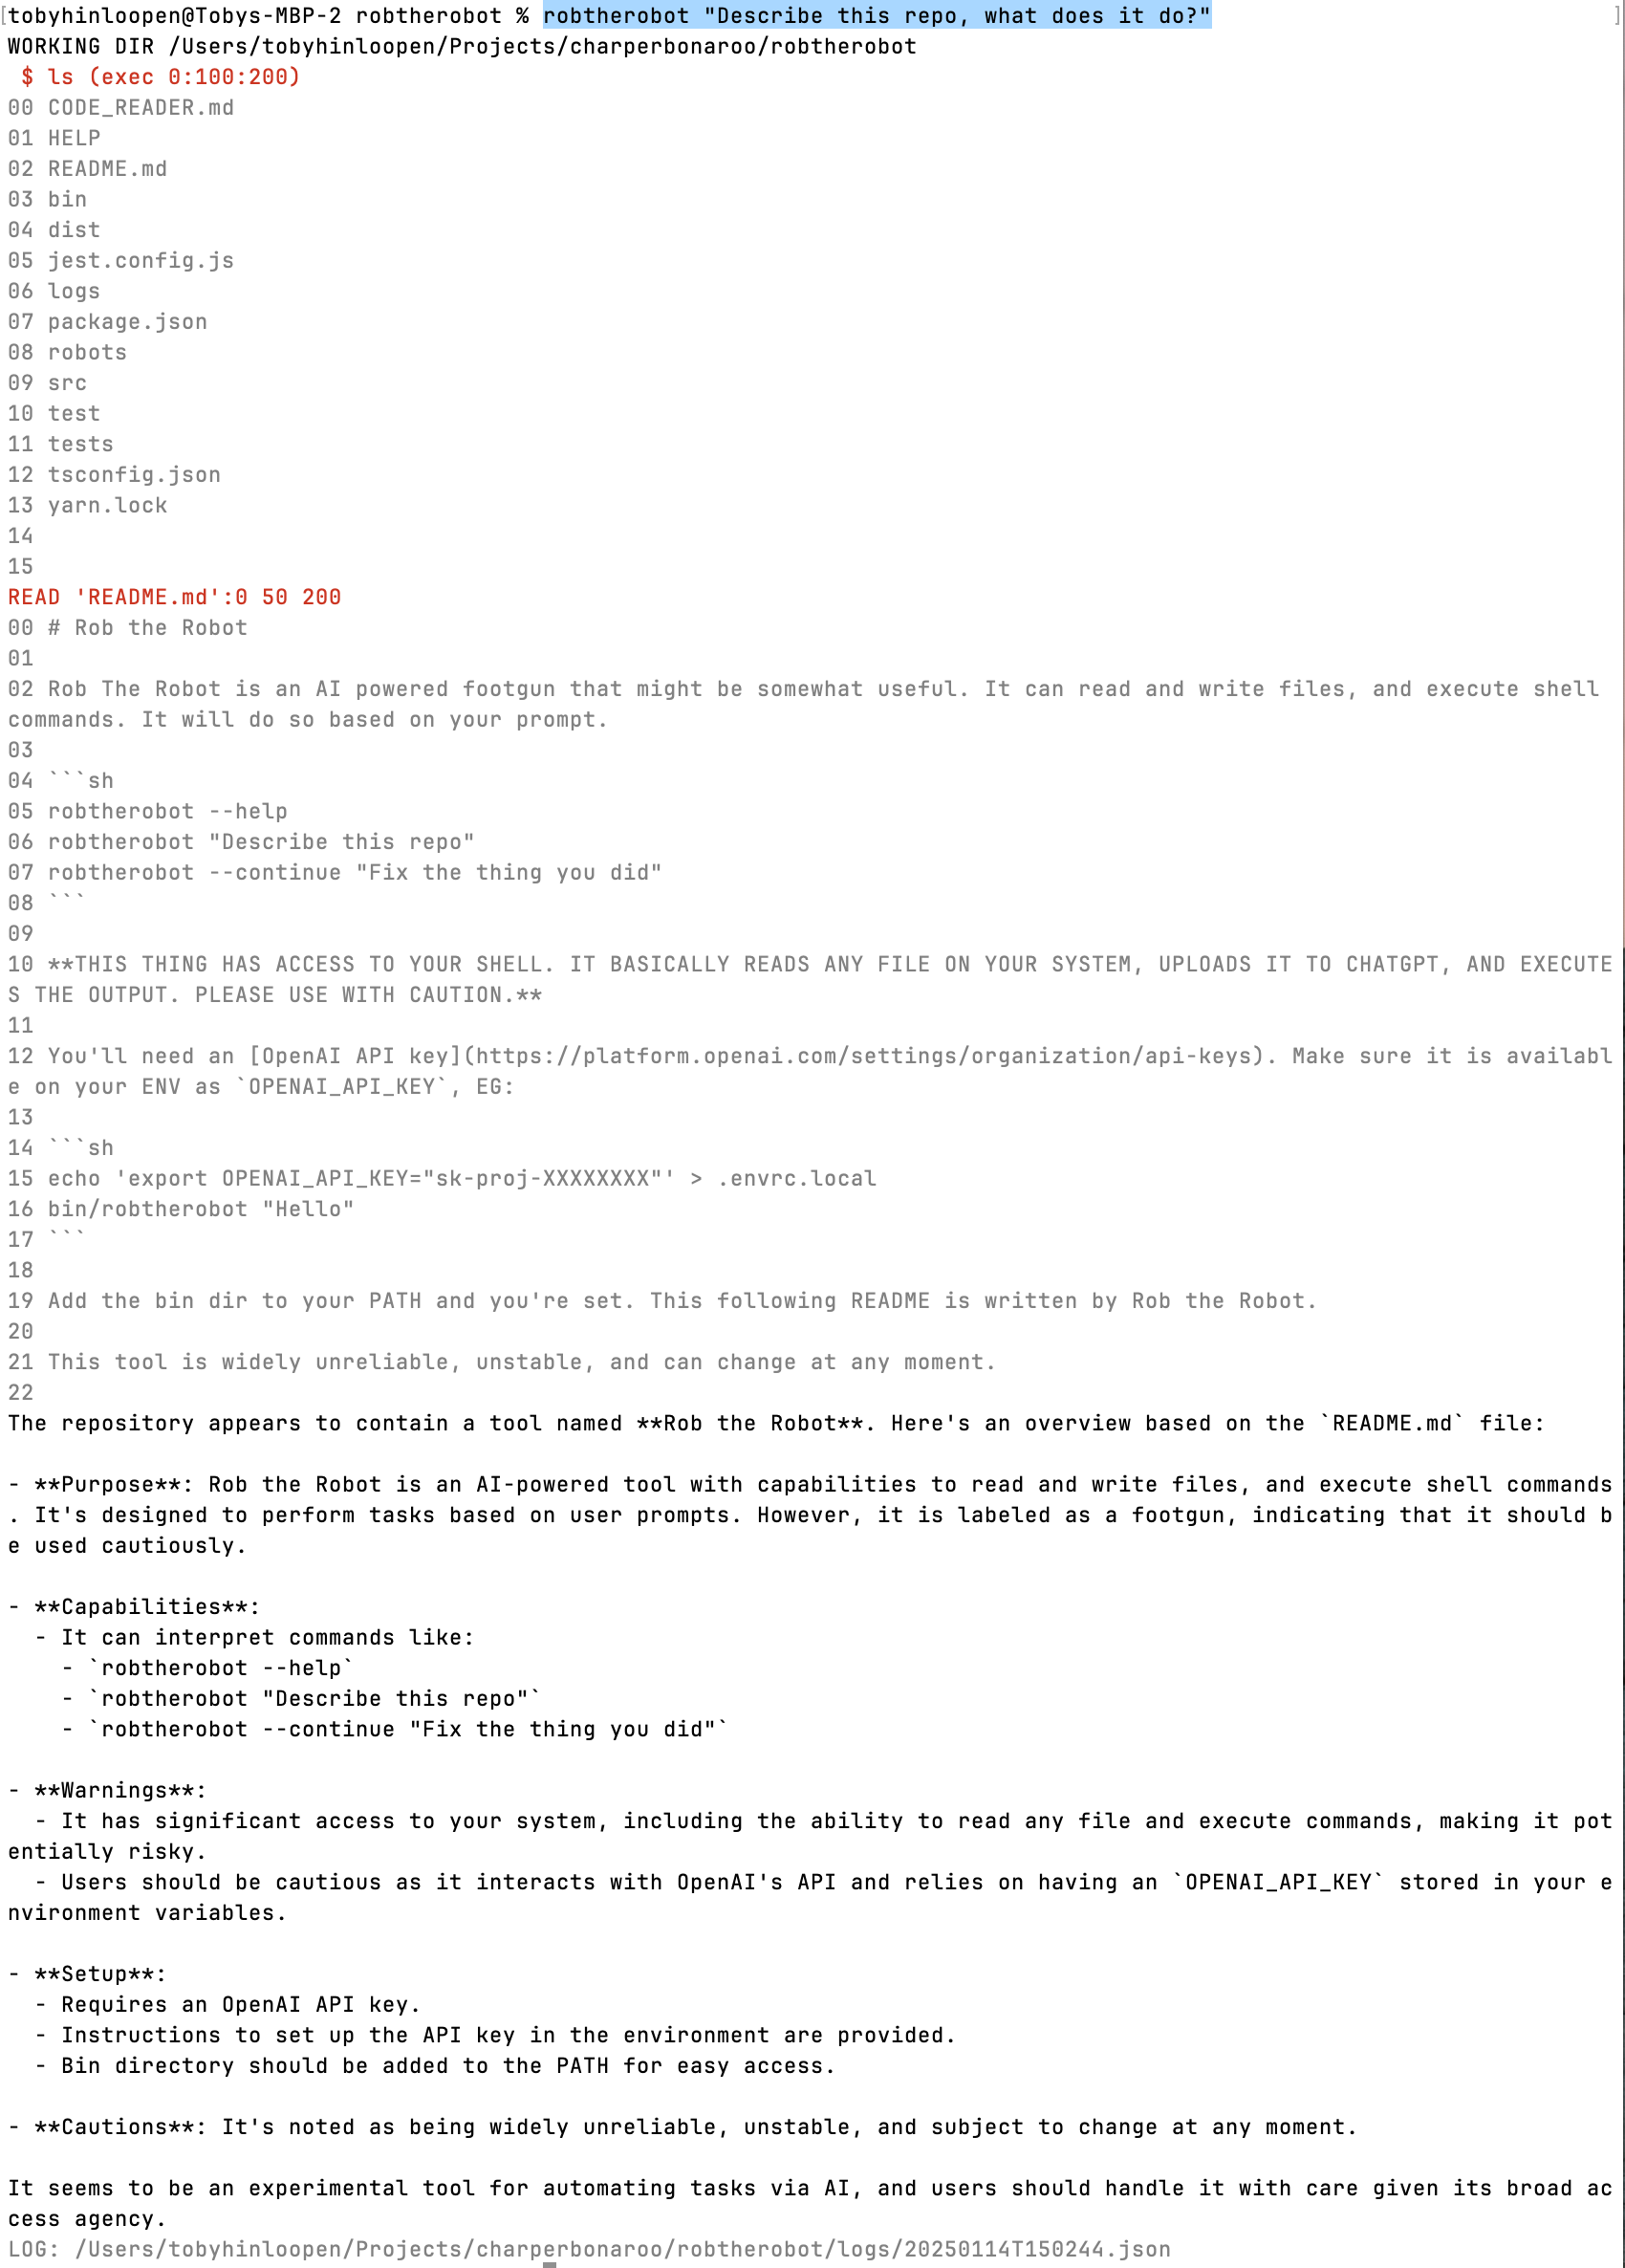 [tobyhinloopen@Tobys-MBP-2 robtherobot % robtherobot "Describe this repo, what does it do?" ]
WORKING DIR /Users/tobyhinloopen/Projects/charperbonaroo/robtherobot
 $ ls (exec 0:100:200)
00 CODE_READER.md
01 HELP
02 README.md
03 bin
04 dist
05 jest.config.js
06 logs
07 package.json
08 robots
09 src
10 test
11 tests
12 tsconfig.json
13 yarn.lock
14
15
READ 'README.md':0 50 200
00 # Rob the Robot
01
02 Rob The Robot is an AI powered footgun that might be somewhat useful. It can read and write files, and execute shell
commands. It will do so based on your prompt.
03
04 ```sh
05 robtherobot --help
06 robtherobot "Describe this repo"
07 robtherobot --continue "Fix the thing you did"
08 ```
09
10 **THIS THING HAS ACCESS TO YOUR SHELL. IT BASICALLY READS ANY FILE ON YOUR SYSTEM, UPLOADS IT TO CHATGPT, AND EXECUTE
S THE OUTPUT. PLEASE USE WITH CAUTION.**
11
12 You'll need an [OpenAI API key](https://platform.openai.com/settings/organization/api-keys). Make sure it is availabl
e on your ENV as `OPENAI_API_KEY`, EG:
13
14 ```sh
15 echo 'export OPENAI_API_KEY="sk-proj-XXXXXXXX"' > .envrc.local
16 bin/robtherobot "Hello"
17 ```
18
19 Add the bin dir to your PATH and you're set. This following README is written by Rob the Robot.
20
21 This tool is widely unreliable, unstable, and can change at any moment.
22
The repository appears to contain a tool named **Rob the Robot**. Here's an overview based on the `README.md` file:

- **Purpose**: Rob the Robot is an AI-powered tool with capabilities to read and write files, and execute shell commands
. It's designed to perform tasks based on user prompts. However, it is labeled as a footgun, indicating that it should b
e used cautiously.

- **Capabilities**:
  - It can interpret commands like:
    - `robtherobot --help`
    - `robtherobot "Describe this repo"`
    - `robtherobot --continue "Fix the thing you did"`

- **Warnings**:
  - It has significant access to your system, including the ability to read any file and execute commands, making it pot
entially risky.
  - Users should be cautious as it interacts with OpenAI's API and relies on having an `OPENAI_API_KEY` stored in your e
nvironment variables.

- **Setup**:
  - Requires an OpenAI API key.
  - Instructions to set up the API key in the environment are provided.
  - Bin directory should be added to the PATH for easy access.

- **Cautions**: It's noted as being widely unreliable, unstable, and subject to change at any moment.

It seems to be an experimental tool for automating tasks via AI, and users should handle it with care given its broad ac
cess agency.
LOG: /Users/tobyhinloopen/Projects/charperbonaroo/robtherobot/logs/20250114T150244.json